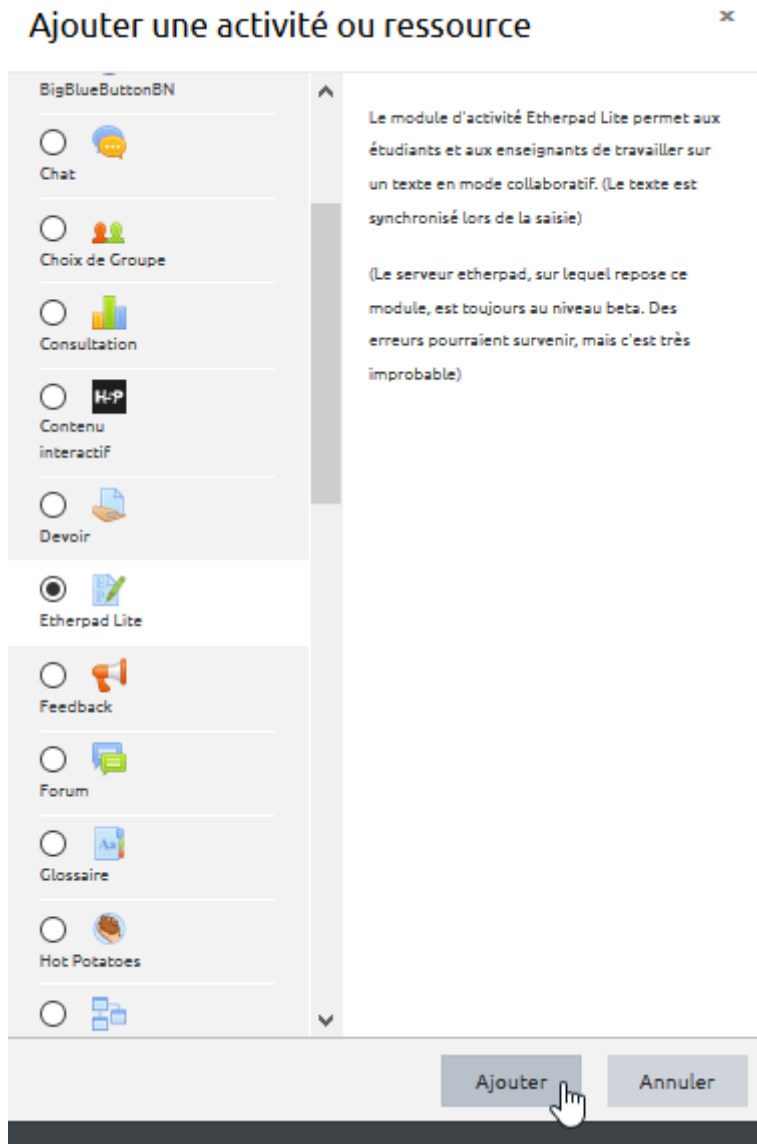 Ajouter une activité ou ressource
×
BigBlueButtonBN
Chat
Choix de Groupe
Consultation
H-P
Contenu
interactif
Devoir
Etherpad Lite
Feedback
Forum
Aa
Glossaire
Hot Potatoes
Le module d'activité Etherpad Lite permet aux
étudiants et aux enseignants de travailler sur
un texte en mode collaboratif. (Le texte est
synchronisé lors de la saisie)
(Le serveur etherpad, sur lequel repose ce
module, est toujours au niveau beta. Des
erreurs pourraient survenir, mais c'est très
improbable)
Ajouter
Annuler